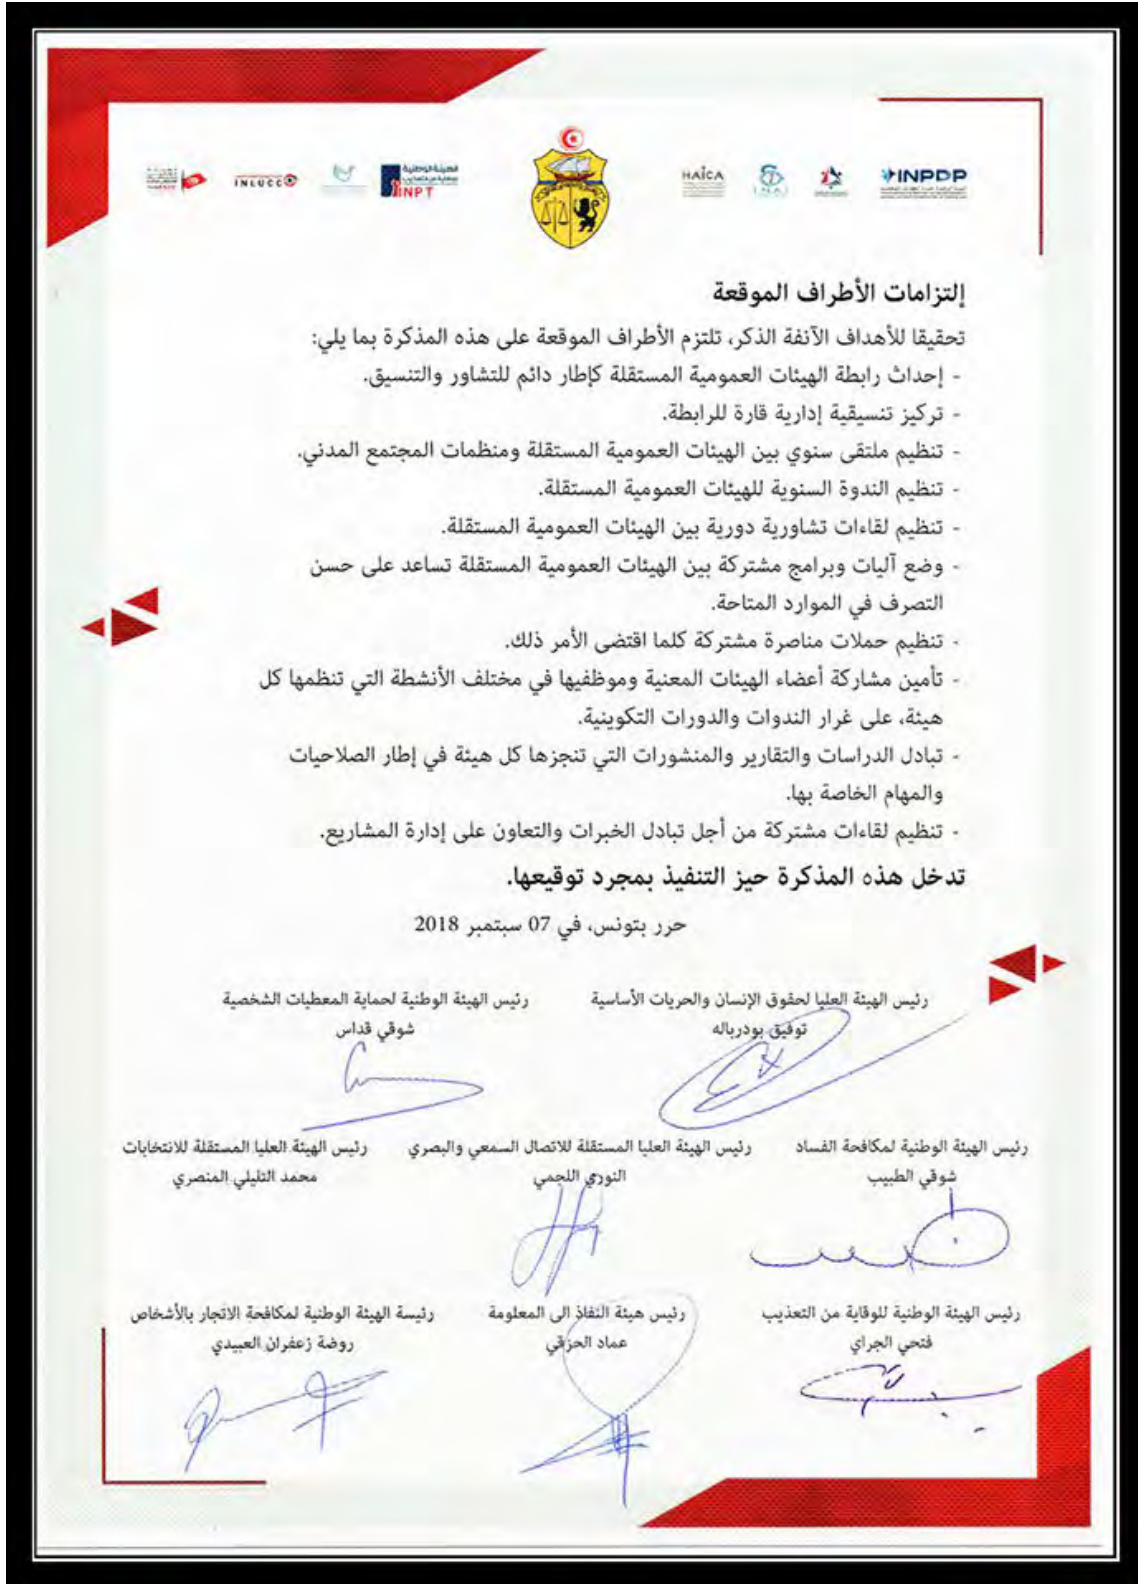 INLUCC
الهيئة الوطنية
للوقاية من التعذيب
INPT
HAICA
INAI
INPDP
إلتزامات الأطراف الموقعة
تحقيقا للأهداف الآنفة الذكر، تلتزم الأطراف الموقعة على هذه المذكرة بما يلي:
- إحداث رابطة الهيئات العمومية المستقلة كإطار دائم للتشاور والتنسيق.
- تركيز تنسيقية إدارية قارة للرابطة.
- تنظيم ملتقى سنوي بين الهيئات العمومية المستقلة ومنظمات المجتمع المدني.
- تنظيم الندوة السنوية للهيئات العمومية المستقلة.
- تنظيم لقاءات تشاورية دورية بين الهيئات العمومية المستقلة.
- وضع آليات وبرامج مشتركة بين الهيئات العمومية المستقلة تساعد على حسن
التصرف في الموارد المتاحة.
- تنظيم حملات مناصرة مشتركة كلما اقتضى الأمر ذلك.
- تأمين مشاركة أعضاء الهيئات المعنية وموظفيها في مختلف الأنشطة التي تنظمها كل
هيئة، على غرار الندوات والدورات التكوينية.
- تبادل الدراسات والتقارير والمنشورات التي تنجزها كل هيئة في إطار الصلاحيات
والمهام الخاصة بها.
- تنظيم لقاءات مشتركة من أجل تبادل الخبرات والتعاون على إدارة المشاريع.
تدخل هذه المذكرة حيز التنفيذ بمجرد توقيعها.
حرر بتونس، في 07 سبتمبر 2018
رئيس الهيئة العليا لحقوق الإنسان والحريات الأساسية
توفيق بودرباله
رئيس الهيئة الوطنية لحماية المعطيات الشخصية
شوقي قداس
رئيس الهيئة الوطنية لمكافحة الفساد
شوقي الطبيب
رئيس الهيئة العليا المستقلة للاتصال السمعي والبصري
النوري اللجمي
رئيس الهيئة العليا المستقلة للانتخابات
محمد التليلي المنصري
رئيس الهيئة الوطنية للوقاية من التعذيب
فتحي الجراي
رئيس هيئة النفاذ الى المعلومة
عماد الحزقي
رئيسة الهيئة الوطنية لمكافحة الاتجار بالأشخاص
روضة زعفران العبيدي